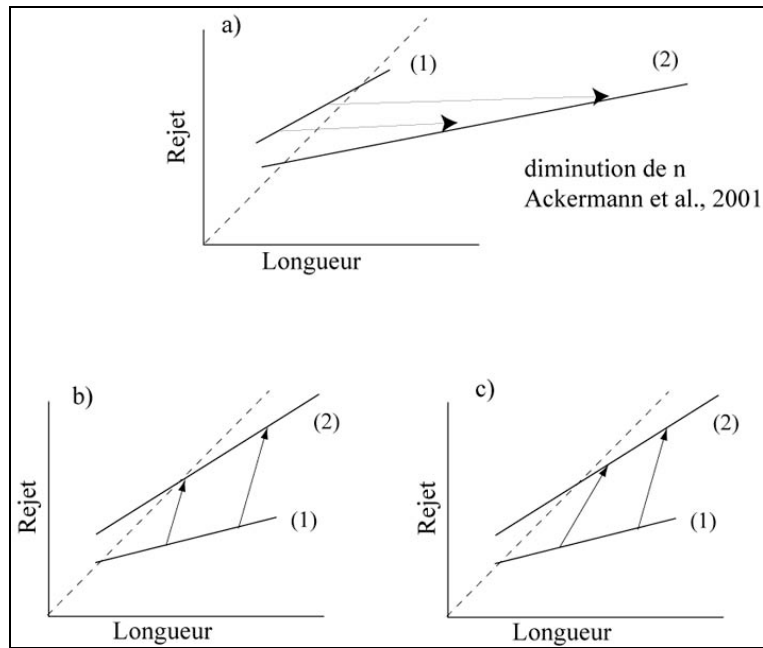 a)
(1)
(2)
Rejet
diminution de n
Ackermann et al., 2001
Longueur
b)
(2)
(1)
Rejet
Longueur
c)
(2)
(1)
Rejet
Longueur